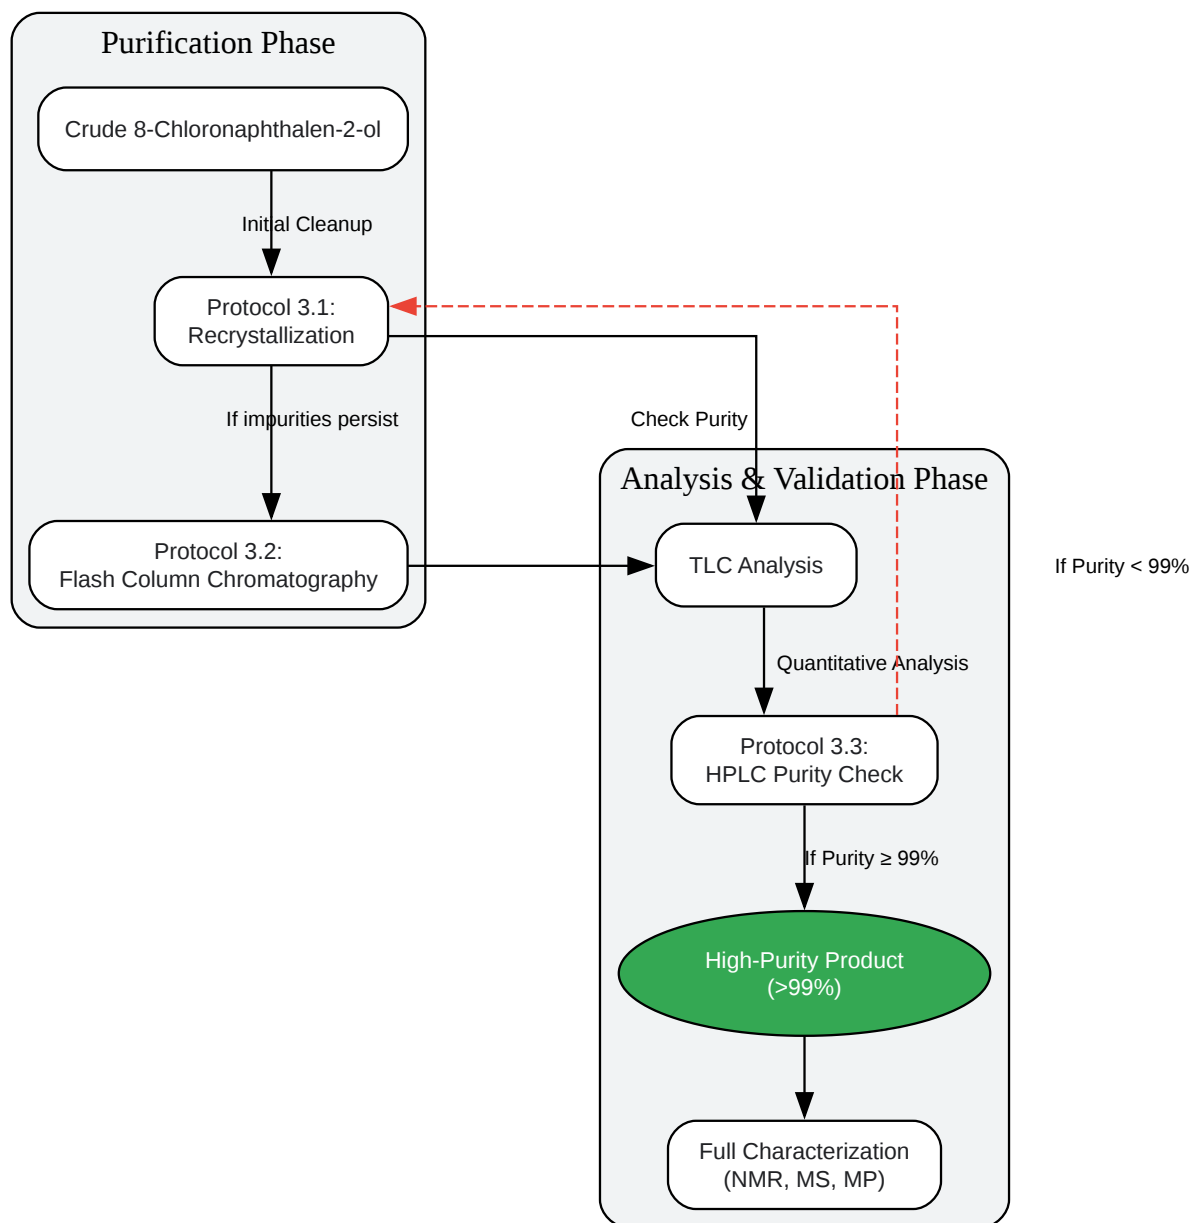 Purification Phase
Crude 8-Chloronaphthalen-2-ol
Initial Cleanup
Protocol 3.1:
Recrystallization
If impurities persist
Check Purity
Protocol 3.2:
Flash Column Chromatography
Analysis & Validation Phase
TLC Analysis
If Purity < 99%
Quantitative Analysis
Protocol 3.3:
HPLC Purity Check
If Purity ≥ 99%
High-Purity Product
(>99%)
Full Characterization
(NMR, MS, MP)